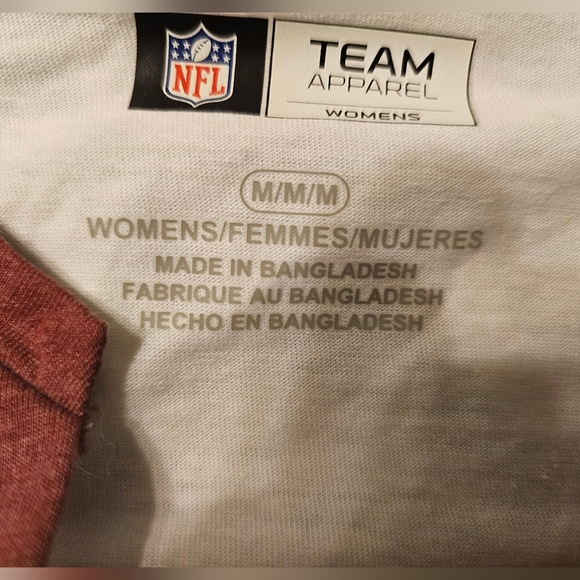 NFL
TEAM
APPAREL
WOMENS
M/M/M
WOMENS/FEMMES/MUJERES
MADE IN BANGLADESH
FABRIQUE AU BANGLADESH
HECHO EN BANGLADESH